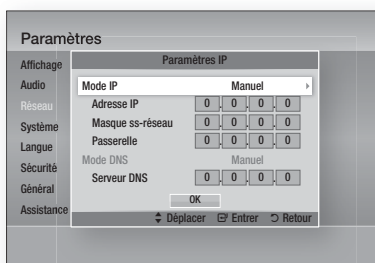 Paramètres
Affichage
Audio
Réseau
Système
Langue
Sécurité
Général
Assistance
Paramètres IP
Mode IP Manuel
Adresse IP 0 . 0 . 0 . 0
Masque ss-réseau 0 . 0 . 0 . 0
Passerelle 0 . 0 . 0 . 0
Mode DNS Manuel
Serveur DNS 0 . 0 . 0 . 0
OK
Déplacer Entrer Retour